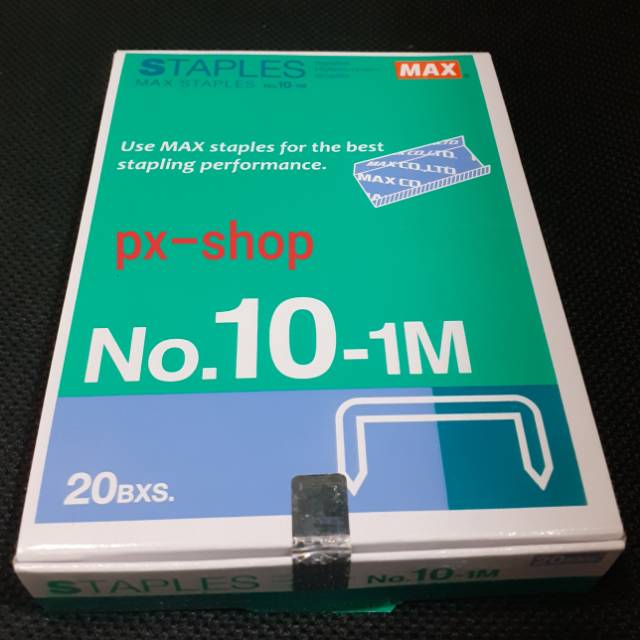 STAPLES
MAX
MAX STAPLES No.10-1M
Use MAX staples for the best
stapling performance.
MAX CO., LTD.
MAX CO.
px-shop
No.10-1M
20BXS.
STAPLES
No.10-1M